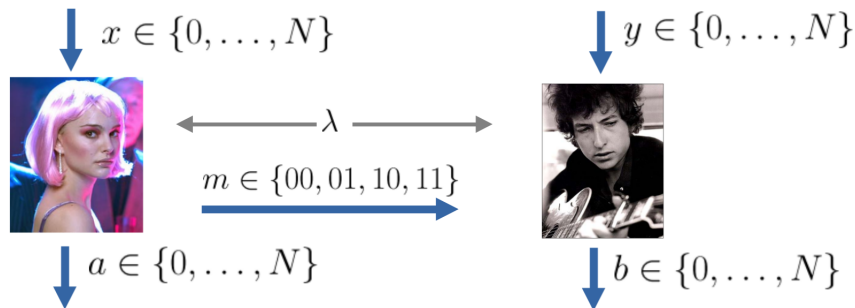 x ∈ {0, . . . , N}
y ∈ {0, . . . , N}
λ
m ∈ {00, 01, 10, 11}
a ∈ {0, . . . , N}
b ∈ {0, . . . , N}